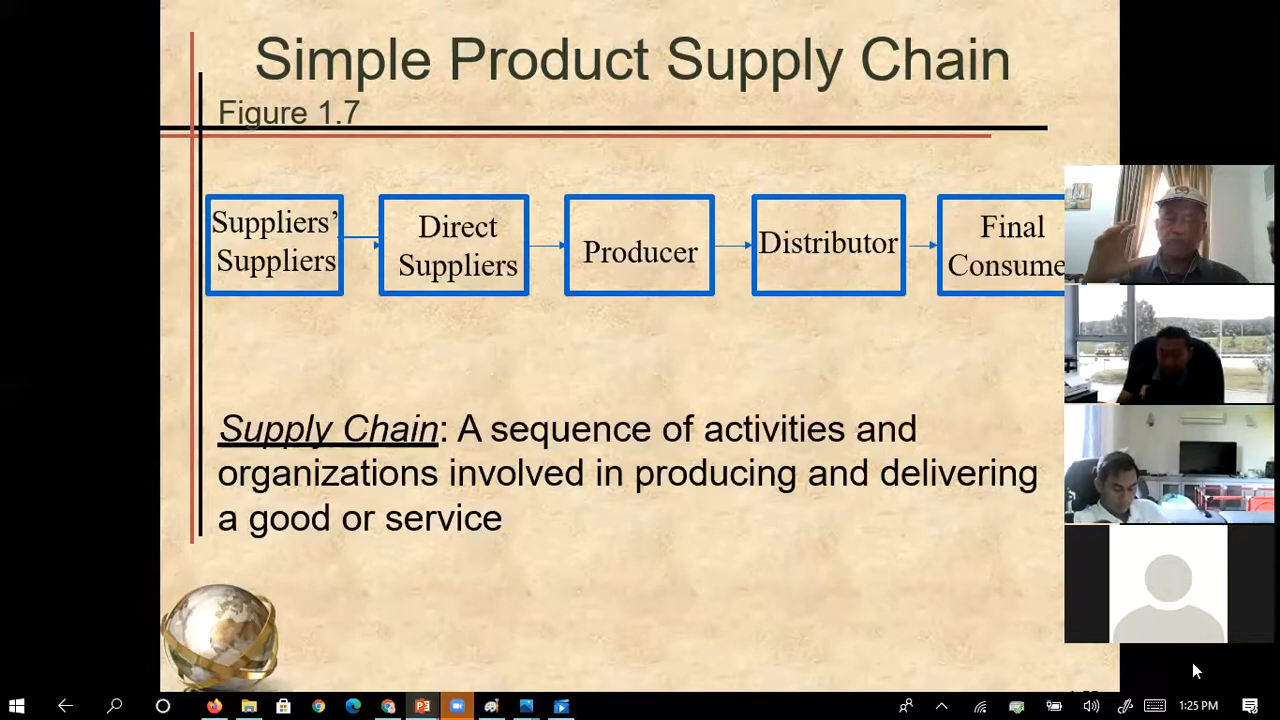 Simple Product Supply Chain
Figure 1.7
Suppliers’
Suppliers
Direct
Suppliers
Producer
Distributor
Final
Consume
Supply Chain: A sequence of activities and
organizations involved in producing and delivering
a good or service
1:25 PM